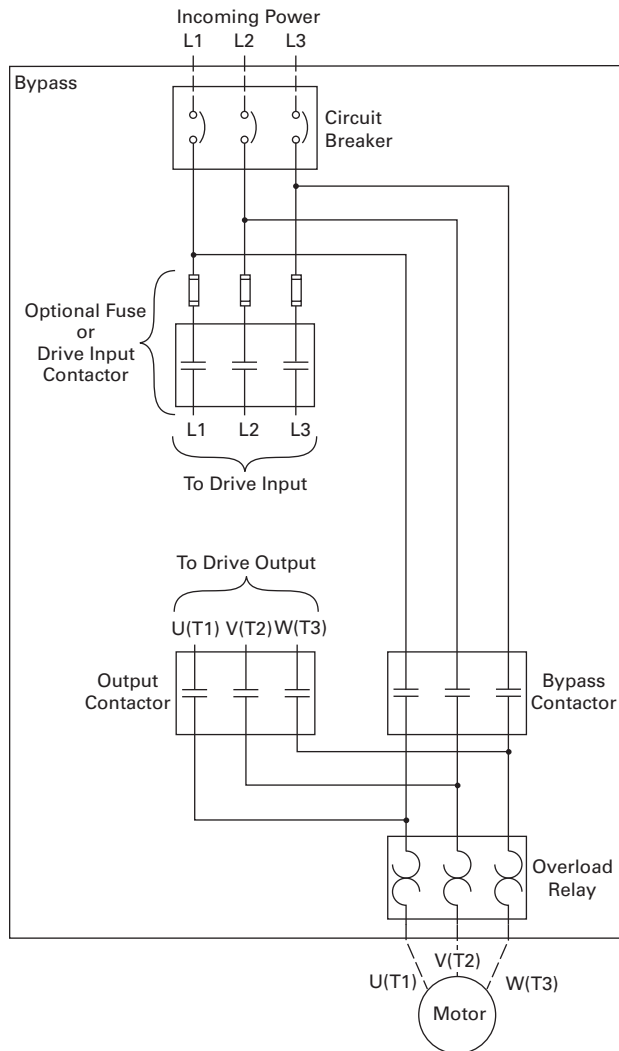 Incoming Power
L1 L2 L3
Bypass
Circuit
Breaker
Optional Fuse
or
Drive Input
Contactor
L1 L2 L3
To Drive Input
To Drive Output
U(T1) V(T2) W(T3)
Output
Contactor
Bypass
Contactor
Overload
Relay
V(T2)
U(T1) W(T3)
Motor